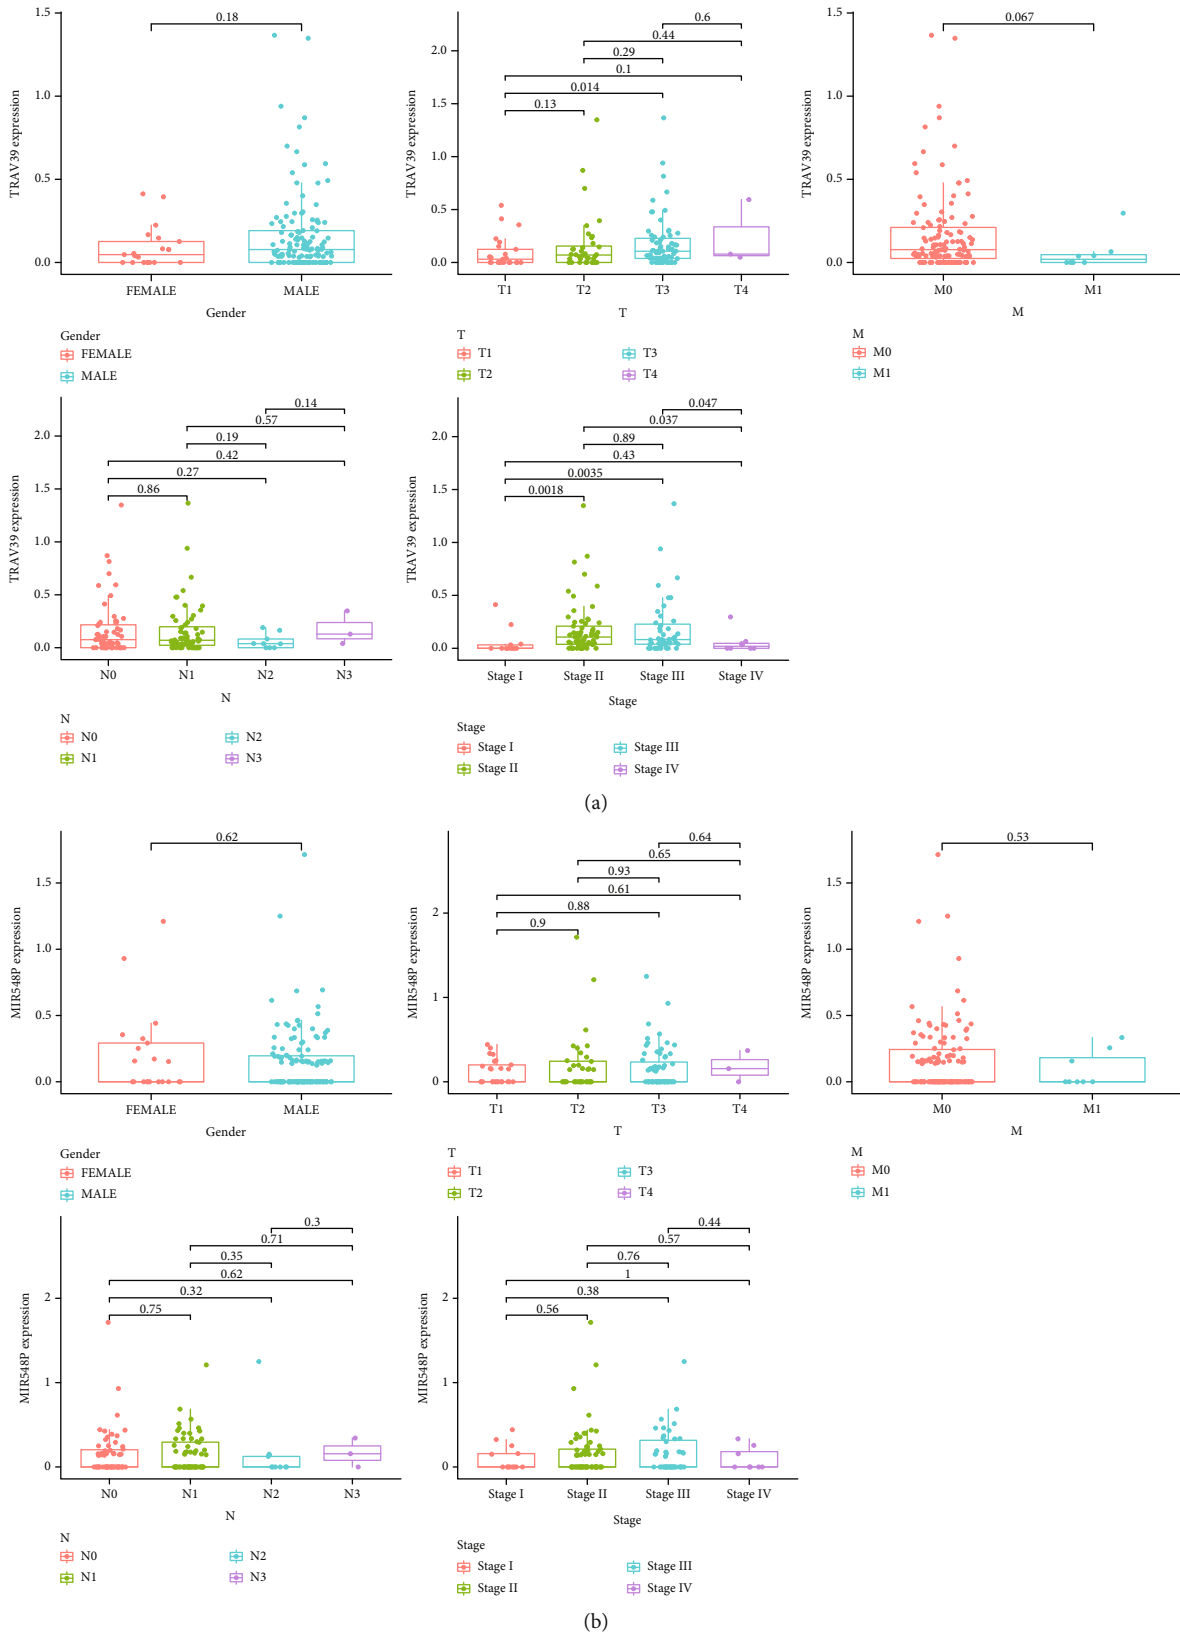 1.5
1.0
0.5
0.0
TRAV39 expression
0.18
FEMALE
MALE
Gender
Gender
FEMALE
MALE
2.0
1.5
1.0
0.5
0.0
TRAV39 expression
0.6
0.44
0.29
0.1
0.014
0.13
T1
T2
T3
T4
T
T
T1
T3
T2
T4
1.5
1.0
0.5
0.0
TRAV39 expression
0.067
M0
M1
M
M
M0
M1
2.0
1.5
1.0
0.5
0.0
TRAV39 expression
0.14
0.57
0.19
0.42
0.27
0.86
N0
N1
N2
N3
N
N
N0
N2
N1
N3
2.0
1.5
1.0
0.5
0.0
TRAV39 expression
0.047
0.037
0.89
0.43
0.0035
0.0018
Stage I
Stage II
Stage III
Stage IV
Stage
Stage
Stage I
Stage III
Stage II
Stage IV
(a)
1.5
1.0
0.5
0.0
MIR548P expression
0.62
FEMALE
MALE
Gender
Gender
FEMALE
MALE
2
1
0
MIR548P expression
0.64
0.65
0.93
0.61
0.88
0.9
T1
T2
T3
T4
T
T
T1
T3
T2
T4
1.5
1.0
0.5
0.0
MIR548P expression
0.53
M0
M1
M
M
M0
M1
2
1
0
MIR548P expression
0.3
0.71
0.35
0.62
0.32
0.75
N0
N1
N2
N3
N
N
N0
N2
N1
N3
2
1
0
MIR548P expression
0.44
0.57
0.76
1
0.38
0.56
Stage I
Stage II
Stage III
Stage IV
Stage
Stage
Stage I
Stage III
Stage II
Stage IV
(b)